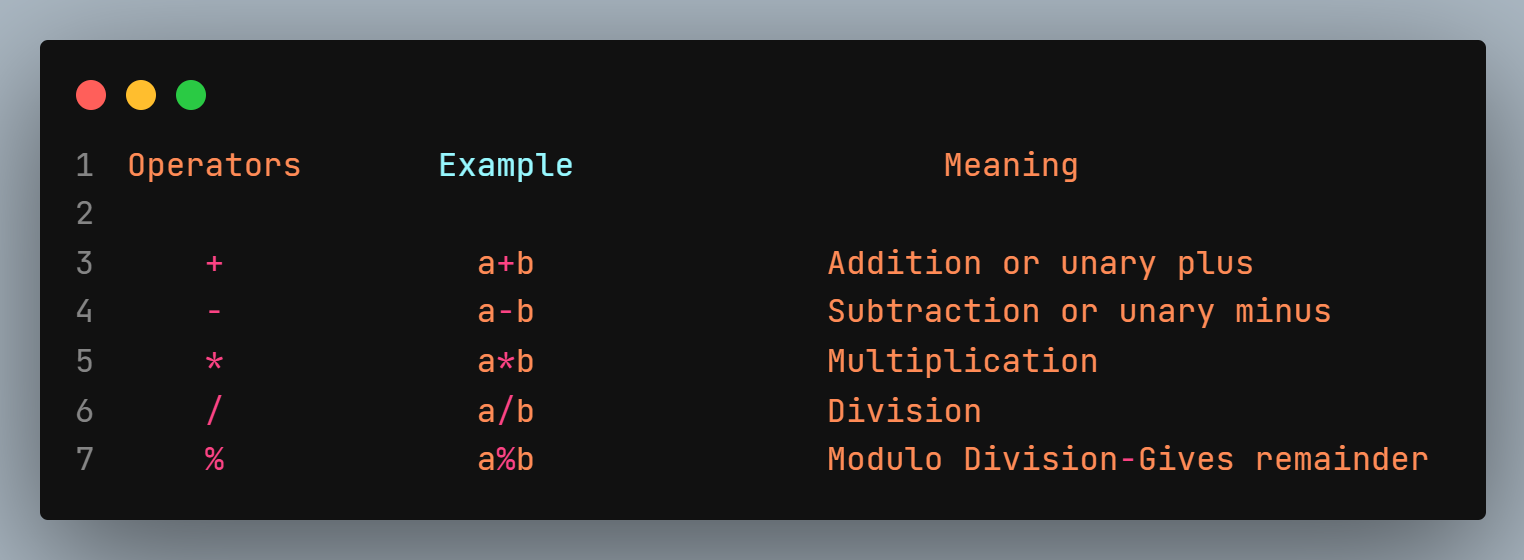 1 Operators Example Meaning
2
3 + a+b Addition or unary plus
4 - a-b Subtraction or unary minus
5 * a*b Multiplication
6 / a/b Division
7 % a%b Modulo Division-Gives remainder